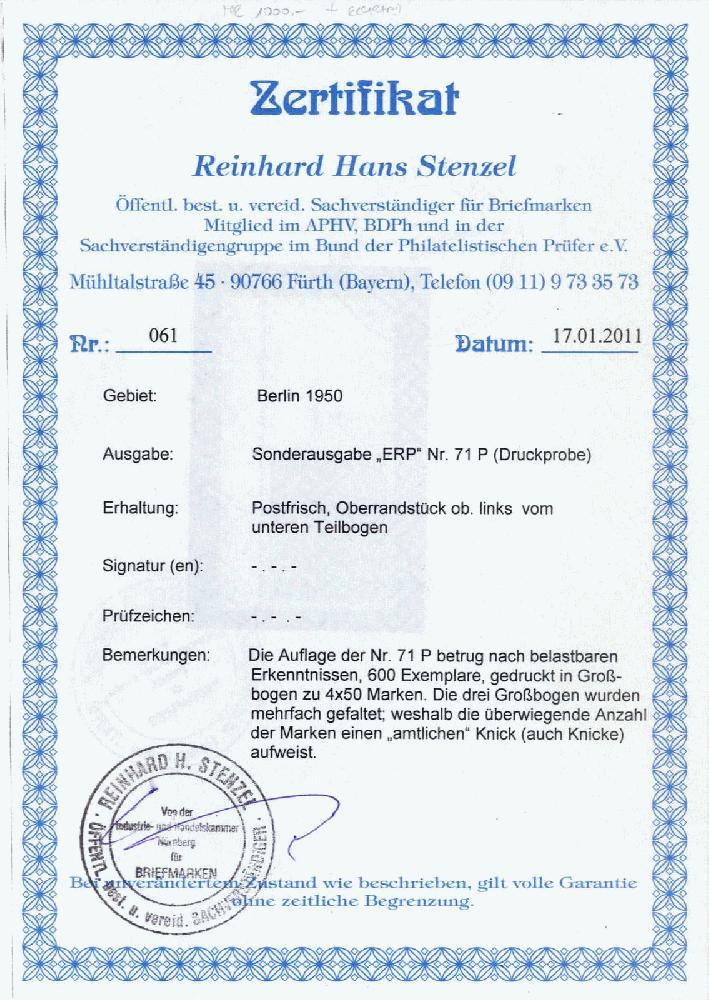 1000,-
Zertifikat
Reinhard Hans Stenzel
Öffentl. best. u. vereid. Sachverständiger für Briefmarken
Mitglied im APHV, BDPh und in der
Sachverständigengruppe im Bund der Philatelistischen Prüfer e.V.
Mühltalstraße 45 · 90766 Fürth (Bayern), Telefon (09 11) 9 73 35 73
Nr.: 061 Datum: 17.01.2011
Gebiet: Berlin 1950
Ausgabe: Sonderausgabe „ERP“ Nr. 71 P (Druckprobe)
Erhaltung: Postfrisch, Oberrandstück ob. links vom
unteren Teilbogen
Signatur (en): - . - . -
Prüfzeichen: - . - . -
Bemerkungen: Die Auflage der Nr. 71 P betrug nach belastbaren
Erkenntnissen, 600 Exemplare, gedruckt in Groß-
bogen zu 4x50 Marken. Die drei Großbogen wurden
mehrfach gefaltet; weshalb die überwiegende Anzahl
der Marken einen „amtlichen“ Knick (auch Knicke)
aufweist.
REINHARD H. STENZEL · ÖFFENTL. best. u. vereid. SACHVERSTÄNDIGER ·
Von der
Industrie- und Handelskammer
Nürnberg
für
BRIEFMARKEN
Bei unverändertem Zustand wie beschrieben, gilt volle Garantie
ohne zeitliche Begrenzung.